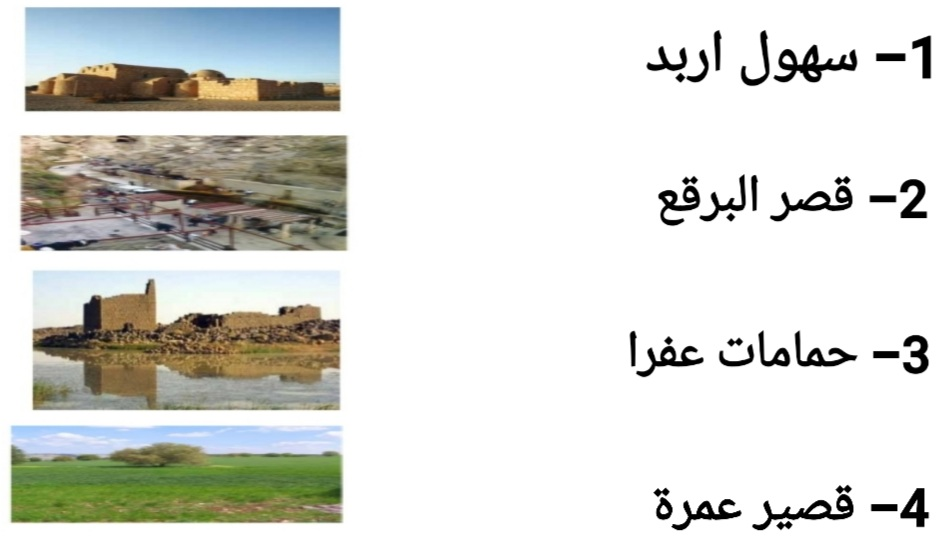 1– سهول اربد
2– قصر البرقع
3– حمامات عفرا
4– قصير عمرة